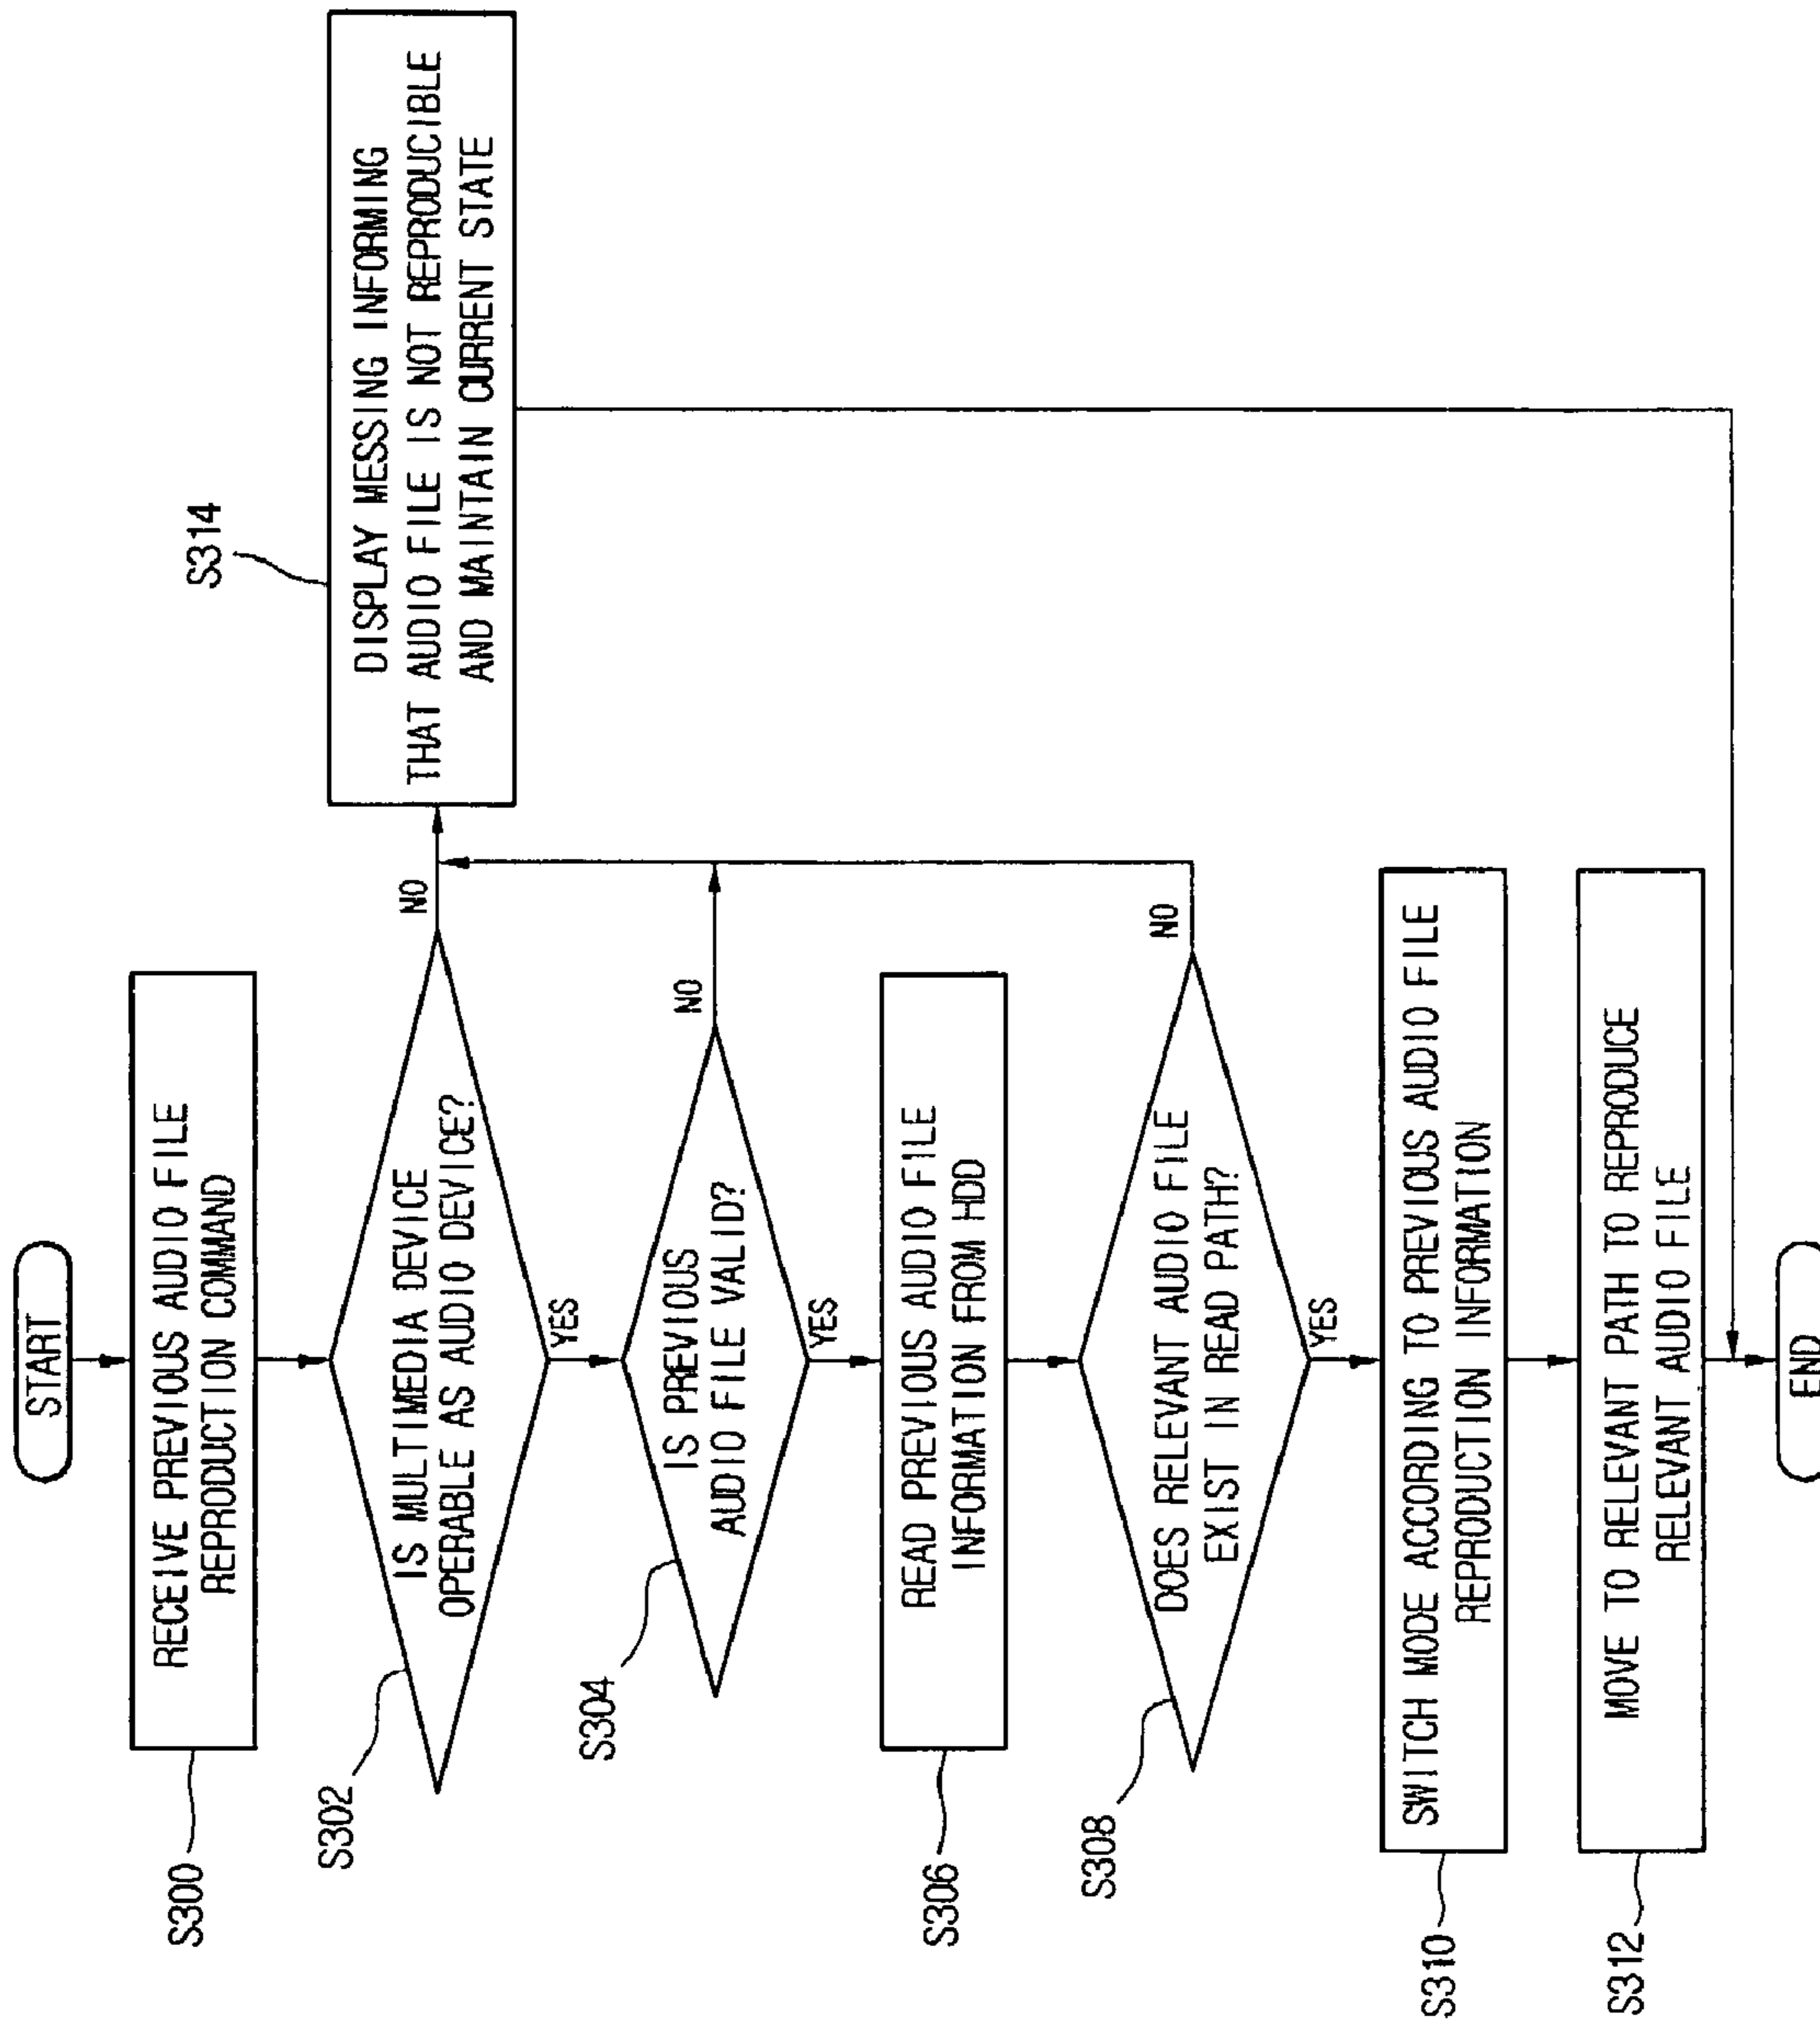 START
RECEIVE PREVIOUS AUDIO FILE
REPRODUCTION COMMAND
S300
IS MULTIMEDIA DEVICE
OPERABLE AS AUDIO DEVICE?
S302
NO
YES
DISPLAY MESSING INFORMING
THAT AUDIO FILE IS NOT REPRODUCIBLE
AND MAINTAIN CURRENT STATE
S314
IS PREVIOUS
AUDIO FILE VALID?
S304
NO
YES
READ PREVIOUS AUDIO FILE
INFORMATION FROM HDD
S306
DOES RELEVANT AUDIO FILE
EXIST IN READ PATH?
S308
NO
YES
SWITCH MODE ACCORDING TO PREVIOUS AUDIO FILE
REPRODUCTION INFORMATION
S310
MOVE TO RELEVANT PATH TO REPRODUCE
RELEVANT AUDIO FILE
S312
END